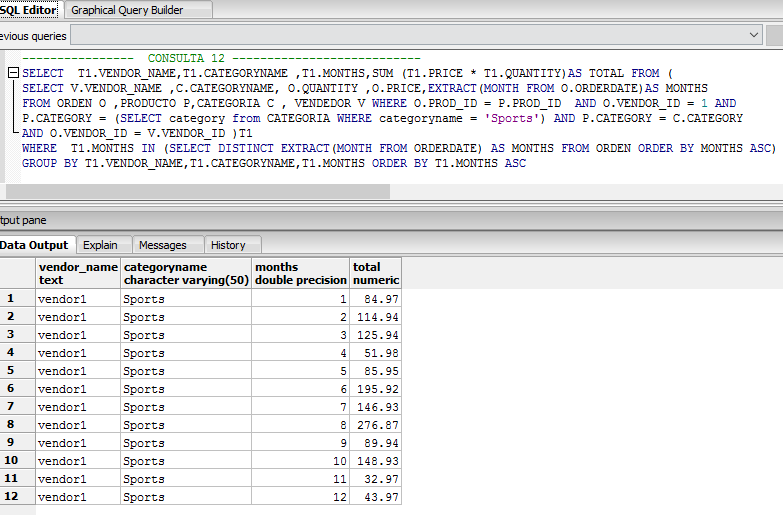 SQL Editor Graphical Query Builder
evious queries
---------------- CONSULTA 12 ---------------------------
SELECT T1.VENDOR_NAME,T1.CATEGORYNAME ,T1.MONTHS,SUM (T1.PRICE * T1.QUANTITY)AS TOTAL FROM (
SELECT V.VENDOR_NAME ,C.CATEGORYNAME, O.QUANTITY ,O.PRICE,EXTRACT(MONTH FROM O.ORDERDATE)AS MONTHS
FROM ORDEN O ,PRODUCTO P,CATEGORIA C , VENDEDOR V WHERE O.PROD_ID = P.PROD_ID AND O.VENDOR_ID = 1 AND
P.CATEGORY = (SELECT category from CATEGORIA WHERE categoryname = 'Sports') AND P.CATEGORY = C.CATEGORY
AND O.VENDOR_ID = V.VENDOR_ID )T1
WHERE T1.MONTHS IN (SELECT DISTINCT EXTRACT(MONTH FROM ORDERDATE) AS MONTHS FROM ORDEN ORDER BY MONTHS ASC)
GROUP BY T1.VENDOR_NAME,T1.CATEGORYNAME,T1.MONTHS ORDER BY T1.MONTHS ASC
tput pane
Data Output Explain Messages History
vendor_name categoryname months total
text character varying(50) double precision numeric
1 vendor1 Sports 1 84.97
2 vendor1 Sports 2 114.94
3 vendor1 Sports 3 125.94
4 vendor1 Sports 4 51.98
5 vendor1 Sports 5 85.95
6 vendor1 Sports 6 195.92
7 vendor1 Sports 7 146.93
8 vendor1 Sports 8 276.87
9 vendor1 Sports 9 89.94
10 vendor1 Sports 10 148.93
11 vendor1 Sports 11 32.97
12 vendor1 Sports 12 43.97